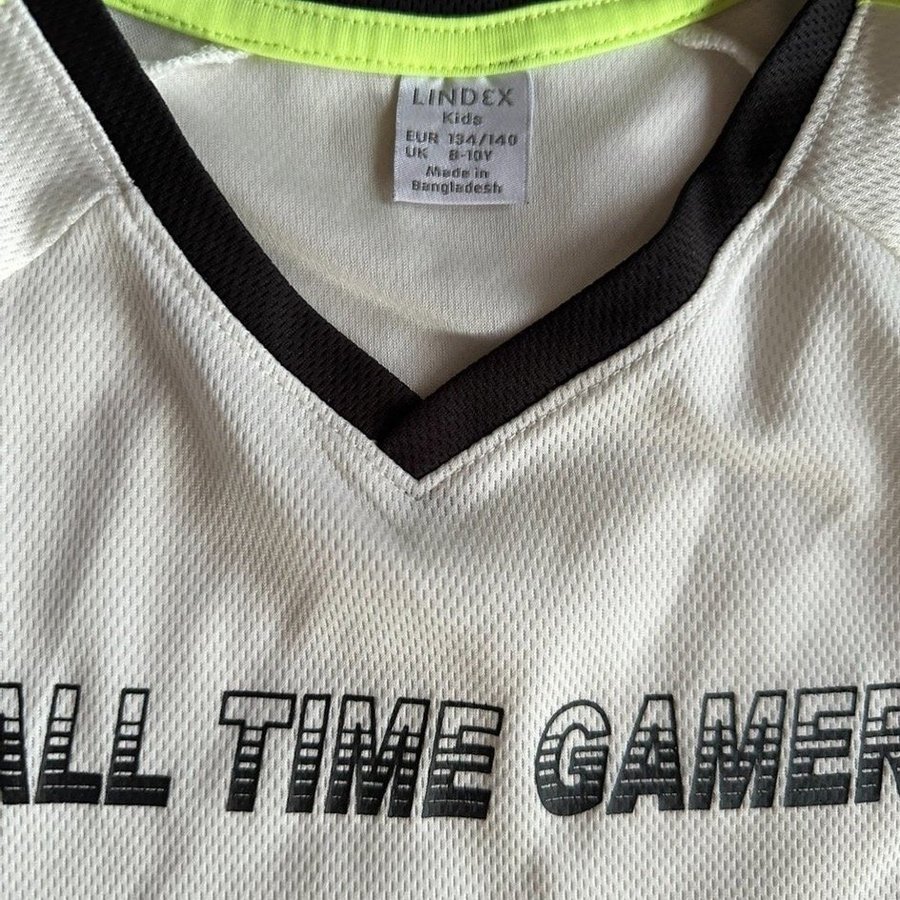 LINDEX
Kids
EUR 134/140
UK 8-10Y
Made in
Bangladesh
ALL TIME GAMER